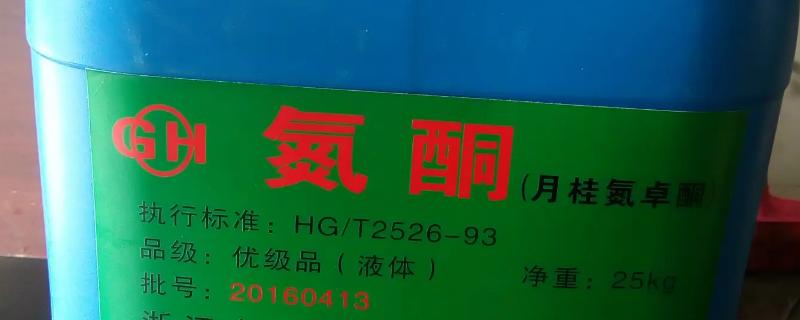 GH 氮酮(月桂氮卓酮)
执行标准: HG/T2526-93
品级: 优级品(液体) 净重: 25kg
批号: 20160413